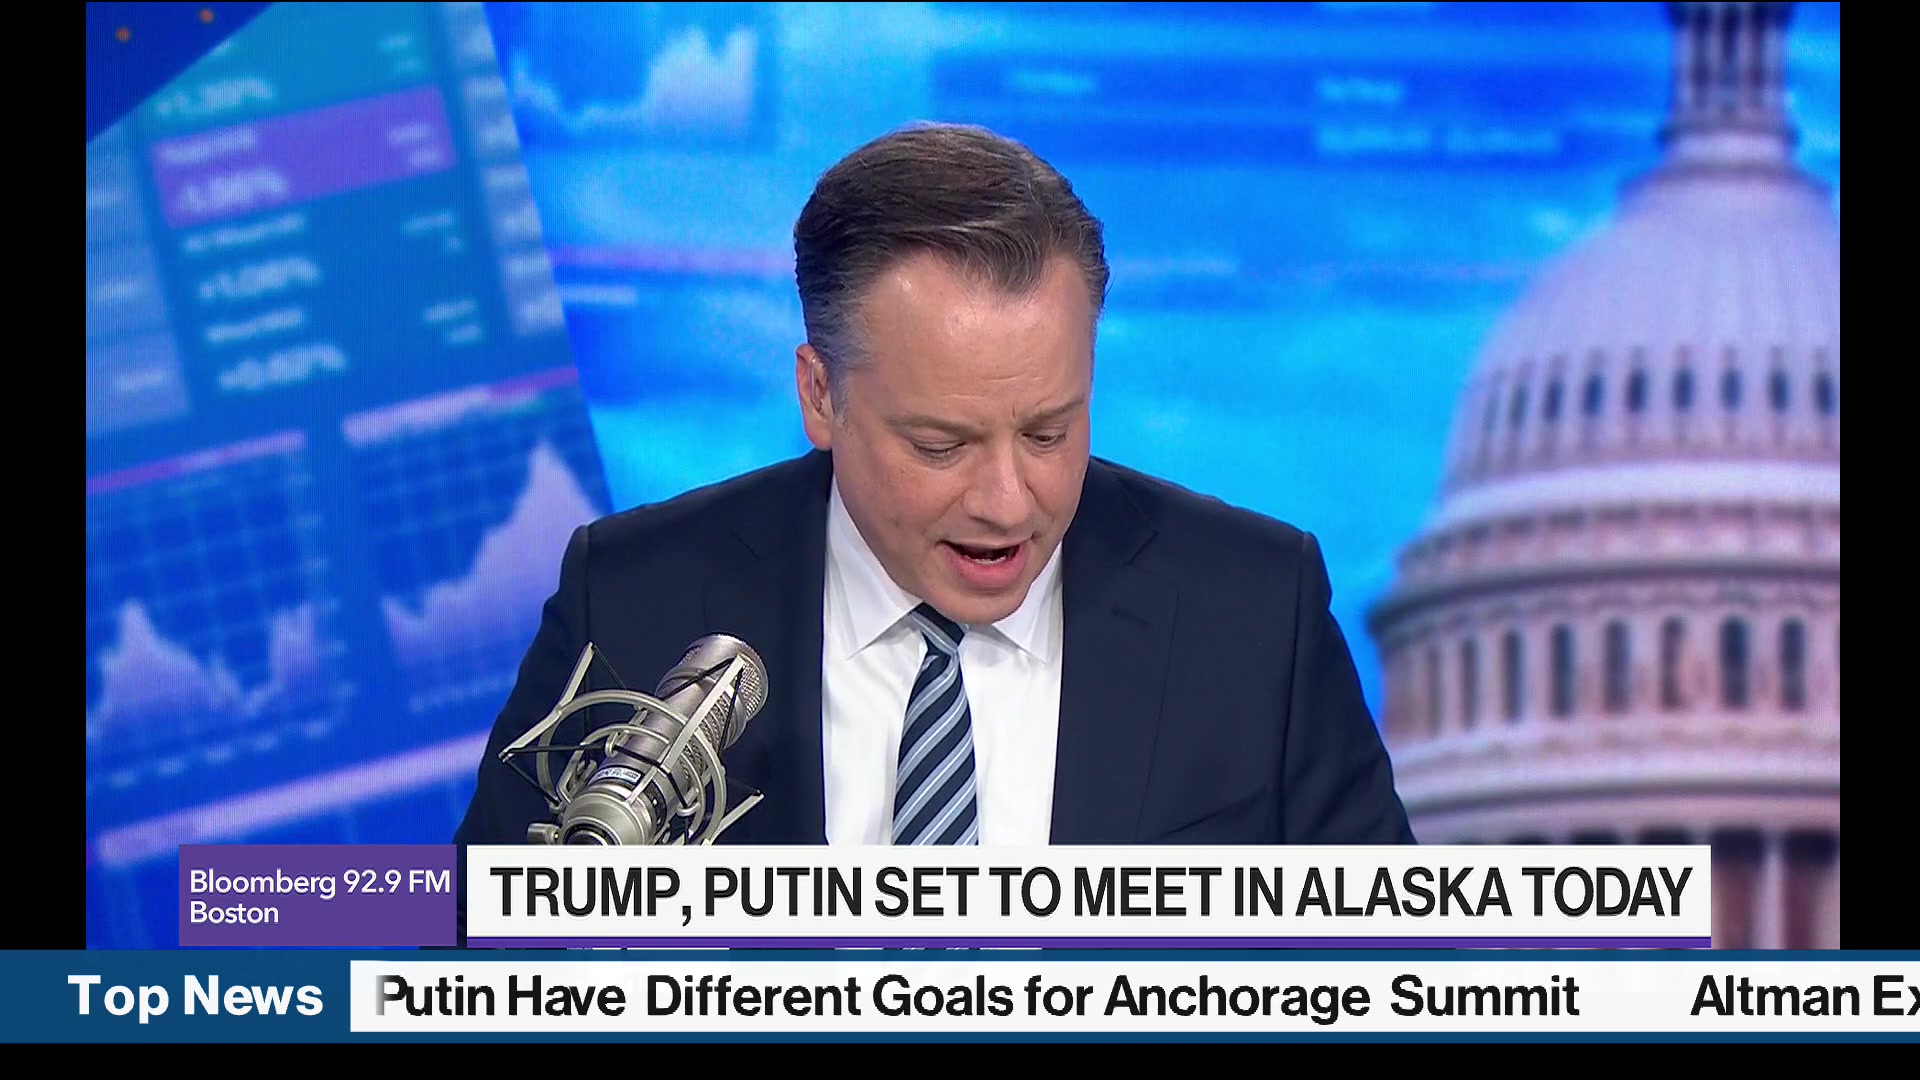 Bloomberg 92.9 FM
Boston
TRUMP, PUTIN SET TO MEET IN ALASKA TODAY
Top News
Putin Have Different Goals for Anchorage Summit
Altman Ex